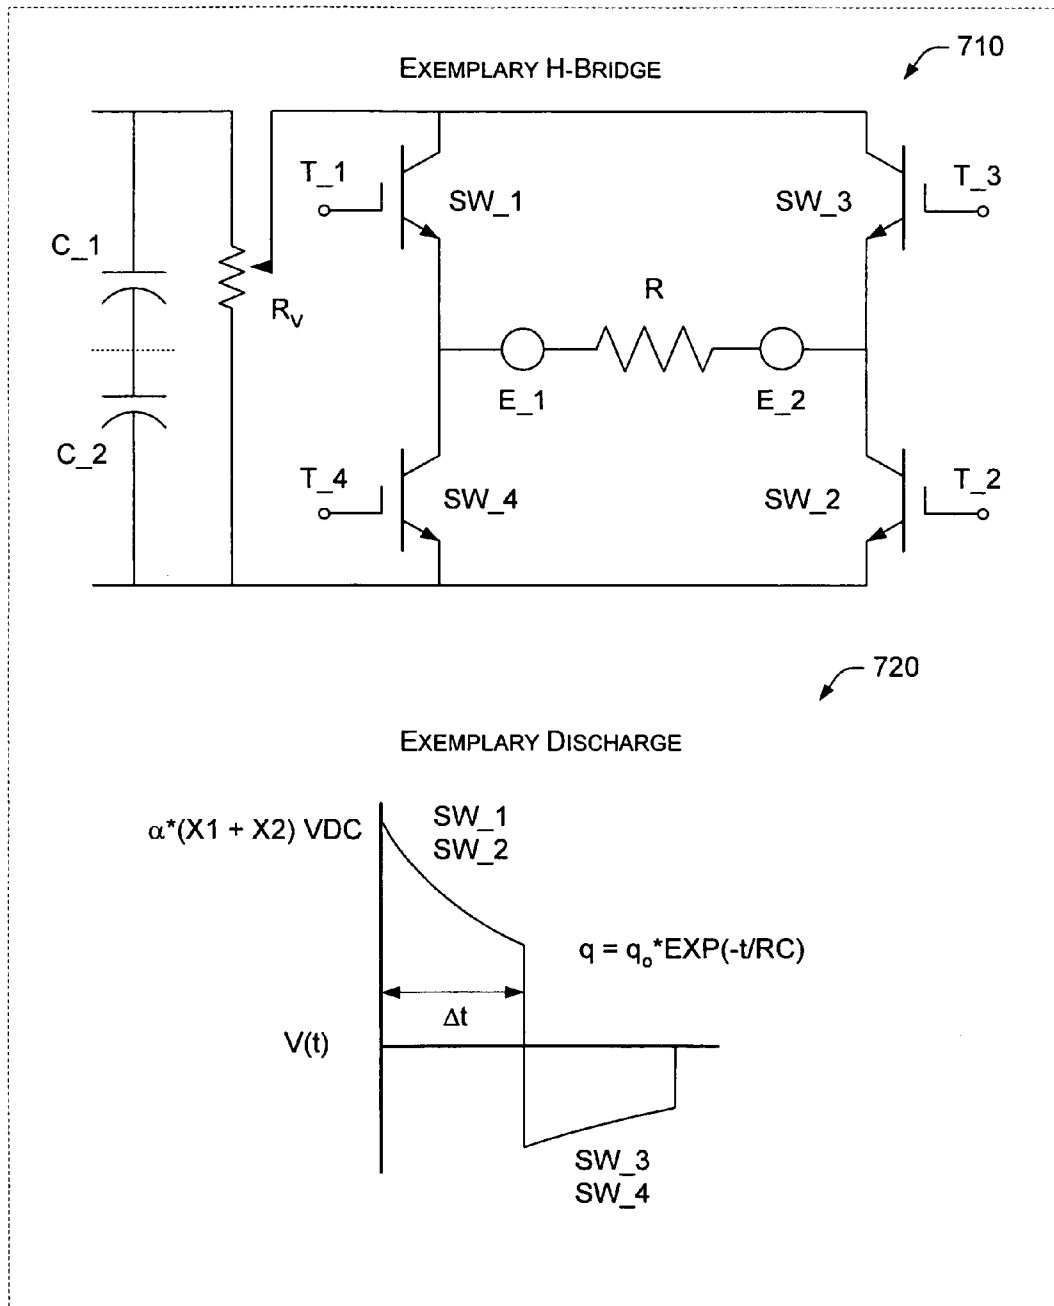 710
EXEMPLARY H-BRIDGE
T_1
SW_1
SW_3
T_3
C_1
R_V
R
E_1
E_2
C_2
T_4
SW_4
SW_2
T_2
720
EXEMPLARY DISCHARGE
α*(X1 + X2) VDC
SW_1
SW_2
q = q_o*EXP(-t/RC)
Δt
V(t)
SW_3
SW_4